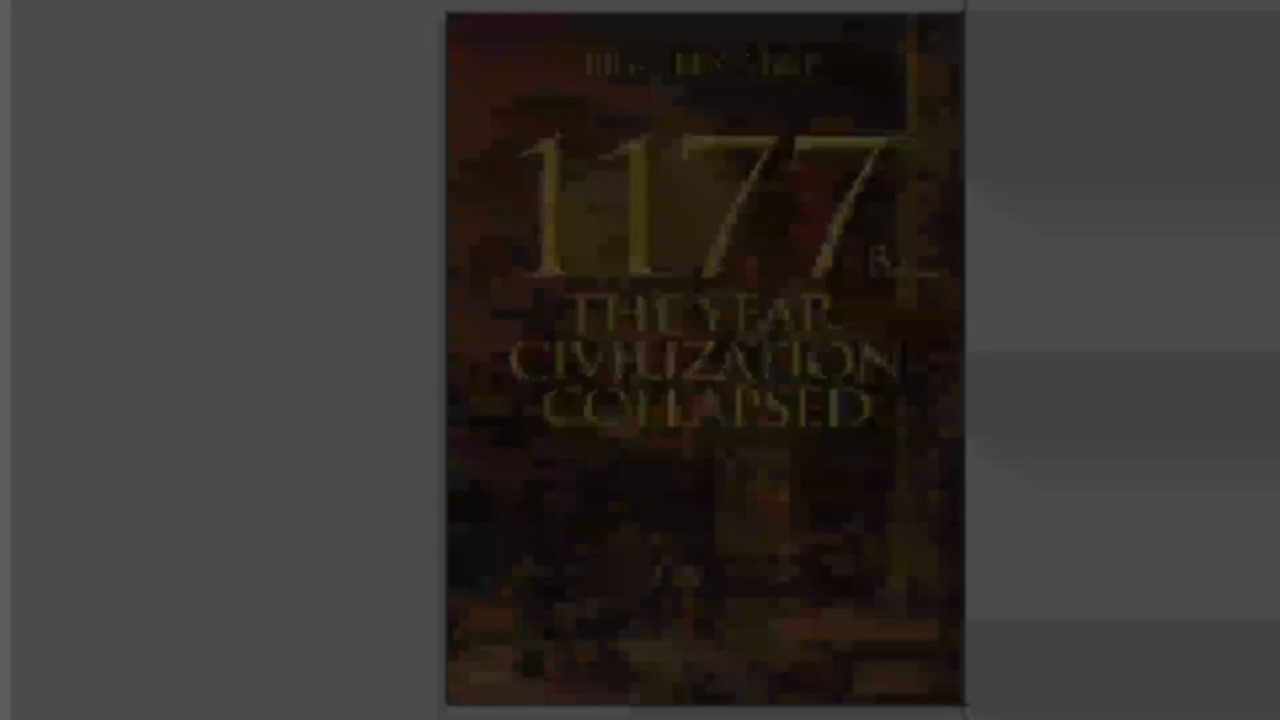 1177 B.
THE YEAR
CIVILIZATION
COLLAPSED